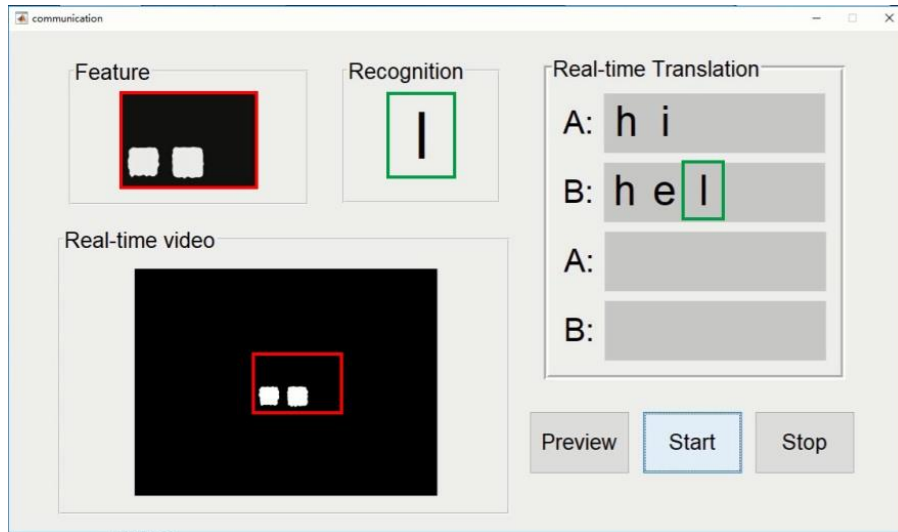 communication
Feature
Recognition
l
Real-time Translation
A: h i
B: h e l
A:
B:
Real-time video
Preview
Start
Stop